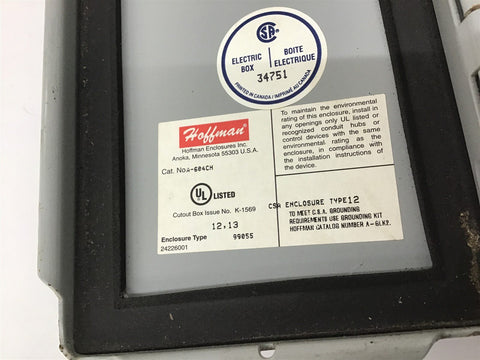 CSA
ELECTRIC BOX
BOITE ELECTRIQUE
34751
PRINTED IN CANADA / IMPRIMÉ AU CANADA
Hoffman
Hoffman Enclosures Inc.
Anoka, Minnesota 55303 U.S.A.
Cat. No.A-604CH
UL LISTED
Cutout Box Issue No. K-1569
12,13
Enclosure Type 99055
24226001
To maintain the environmental
rating of this enclosure, install in
any openings only UL listed or
recognized conduit hubs or
control devices with the same
environmental rating as the
enclosure, in compliance with
the installation instructions of
the device.
CSA ENCLOSURE TYPE12
TO MEET C.S.A. GROUNDING
REQUIREMENTS USE GROUNDING KIT
HOFFMAN CATALOG NUMBER A-GLK2.